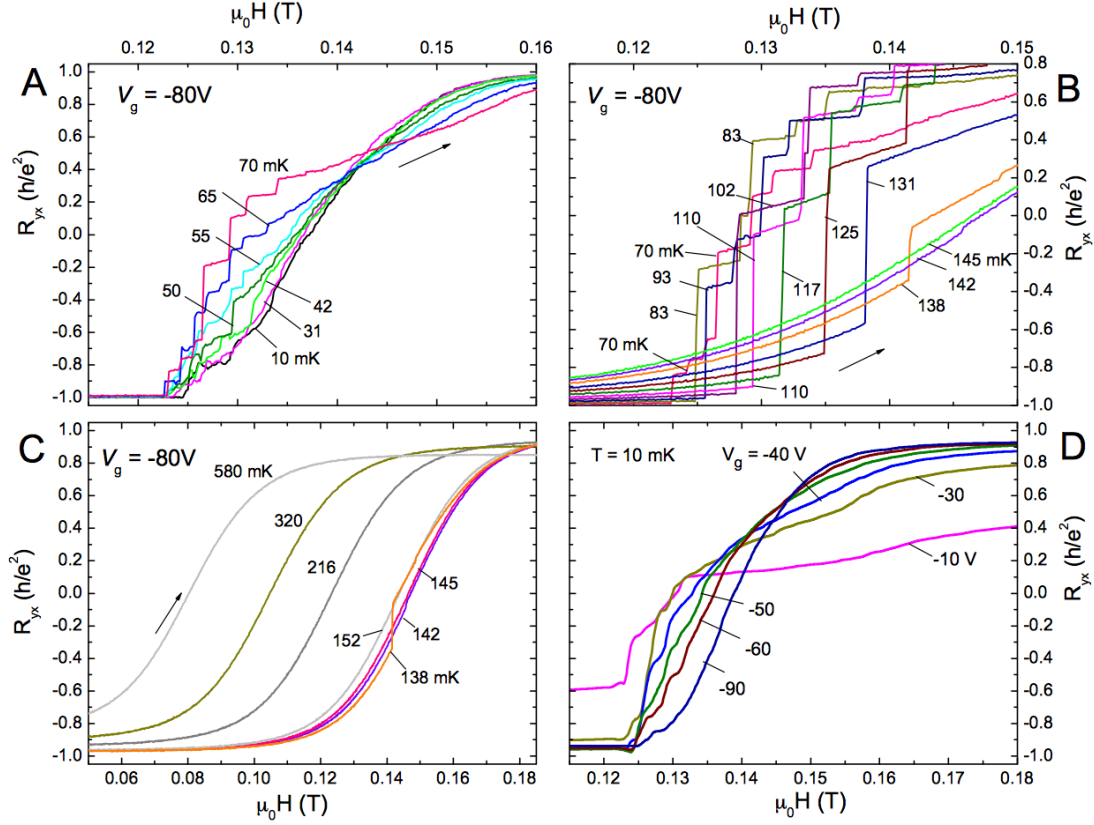 μ₀H (T)
0.12 0.13 0.14 0.15 0.16
A
V_g = -80V
R_yx (h/e²)
1.0
0.8
0.6
0.4
0.2
0.0
-0.2
-0.4
-0.6
-0.8
-1.0
70 mK
65
55
50
42
31
10 mK
μ₀H (T)
0.12 0.13 0.14 0.15
B
V_g = -80V
R_yx (h/e²)
0.8
0.6
0.4
0.2
0.0
-0.2
-0.4
-0.6
-0.8
-1.0
83
102
110
131
70 mK
125
93
145 mK
142
83
117
138
70 mK
110
C
V_g = -80V
R_yx (h/e²)
1.0
0.8
0.6
0.4
0.2
0.0
-0.2
-0.4
-0.6
-0.8
-1.0
580 mK
320
216
145
152
142
138 mK
0.06 0.08 0.10 0.12 0.14 0.16 0.18
μ₀H (T)
D
T = 10 mK
V_g = -40 V
R_yx (h/e²)
1.0
0.8
0.6
0.4
0.2
0.0
-0.2
-0.4
-0.6
-0.8
-1.0
-30
-10 V
-50
-60
-90
0.12 0.13 0.14 0.15 0.16 0.17 0.18
μ₀H (T)